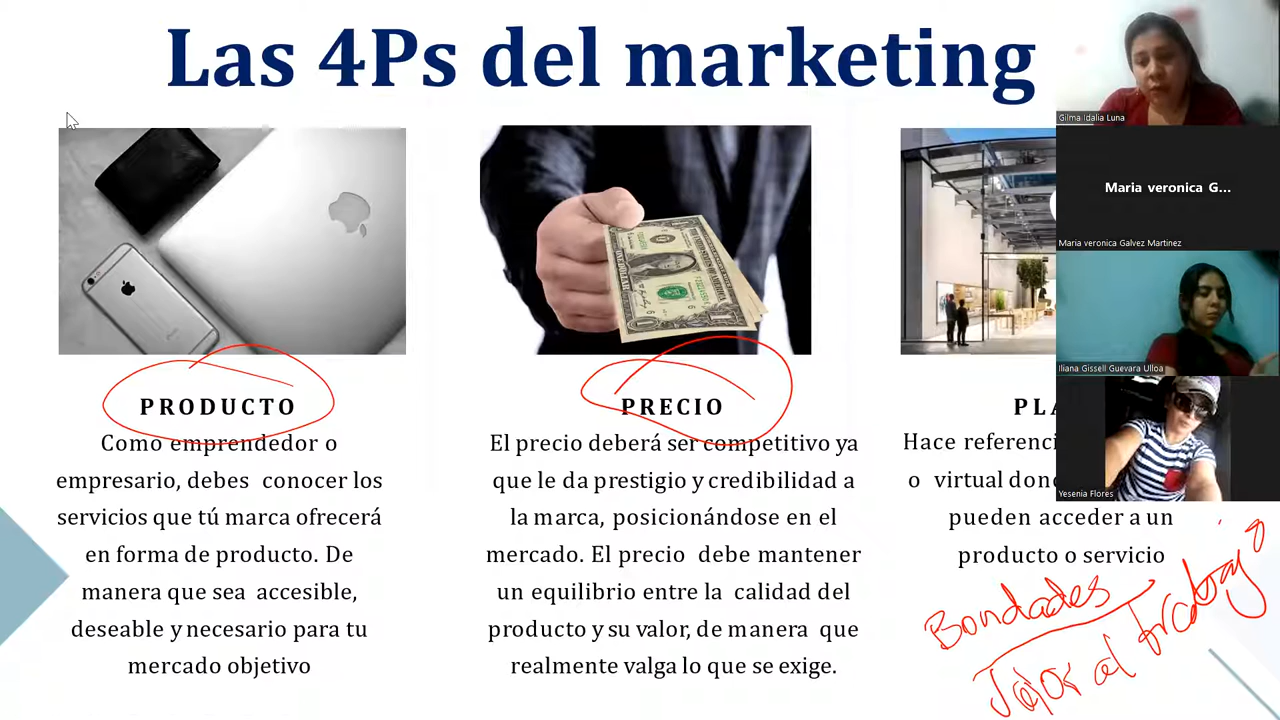 Las 4Ps del marketing
Gilma Idalia Luna
Maria veronica G...
Maria veronica Galvez Martinez
Iliana Gissell Guevara Ulloa
Yesenia Flores
PRODUCTO
Como emprendedor o
empresario, debes conocer los
servicios que tú marca ofrecerá
en forma de producto. De
manera que sea accesible,
deseable y necesario para tu
mercado objetivo
PRECIO
El precio deberá ser competitivo ya
que le da prestigio y credibilidad a
la marca, posicionándose en el
mercado. El precio debe mantener
un equilibrio entre la calidad del
producto y su valor, de manera que
realmente valga lo que se exige.
PLA
Hace referenci
o virtual don
pueden acceder a un
producto o servicio
Bondades
al trabajo